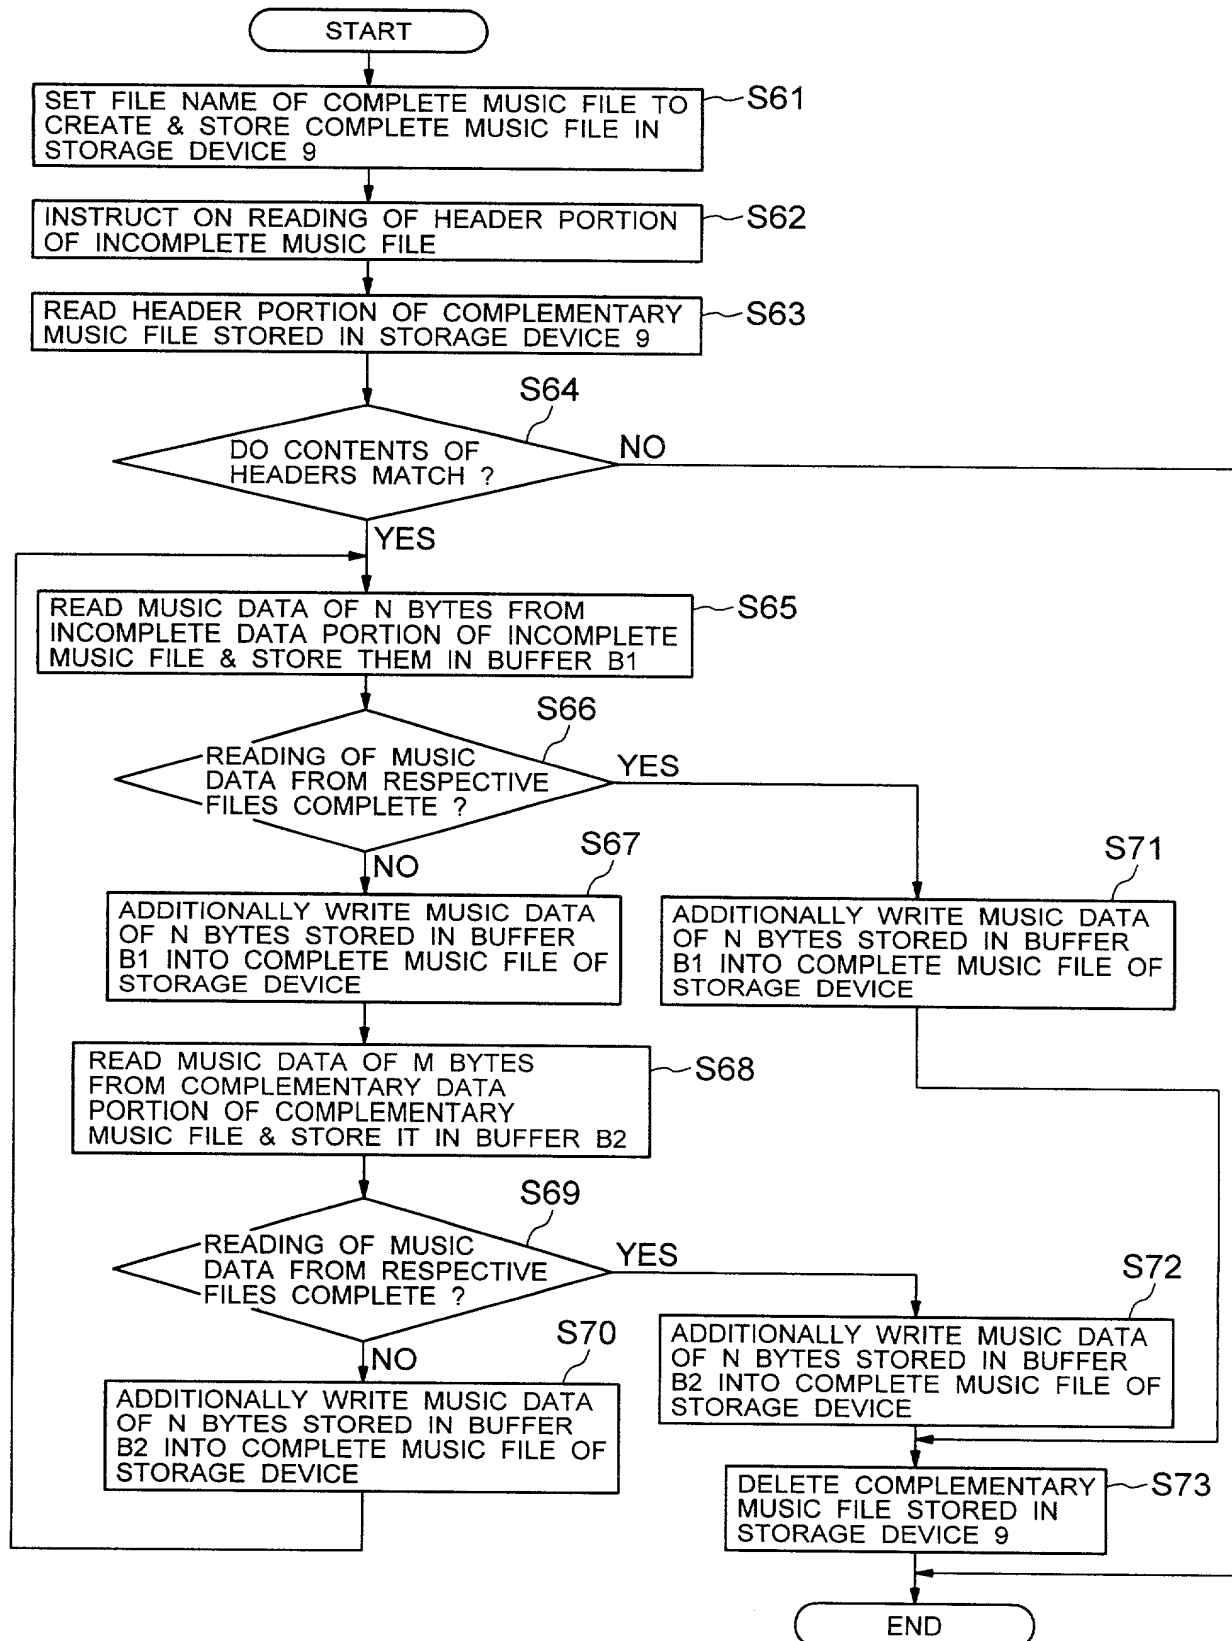 START
SET FILE NAME OF COMPLETE MUSIC FILE TO
CREATE & STORE COMPLETE MUSIC FILE IN
STORAGE DEVICE 9
S61
INSTRUCT ON READING OF HEADER PORTION
OF INCOMPLETE MUSIC FILE
S62
READ HEADER PORTION OF COMPLEMENTARY
MUSIC FILE STORED IN STORAGE DEVICE 9
S63
S64
DO CONTENTS OF
HEADERS MATCH ?
NO
YES
READ MUSIC DATA OF N BYTES FROM
INCOMPLETE DATA PORTION OF INCOMPLETE
MUSIC FILE & STORE THEM IN BUFFER B1
S65
S66
READING OF MUSIC
DATA FROM RESPECTIVE
FILES COMPLETE ?
YES
NO
S67
ADDITIONALLY WRITE MUSIC DATA
OF N BYTES STORED IN BUFFER
B1 INTO COMPLETE MUSIC FILE OF
STORAGE DEVICE
S71
ADDITIONALLY WRITE MUSIC DATA
OF N BYTES STORED IN BUFFER
B1 INTO COMPLETE MUSIC FILE OF
STORAGE DEVICE
READ MUSIC DATA OF M BYTES
FROM COMPLEMENTARY DATA
PORTION OF COMPLEMENTARY
MUSIC FILE & STORE IT IN BUFFER B2
S68
S69
READING OF MUSIC
DATA FROM RESPECTIVE
FILES COMPLETE ?
YES
NO
S70
ADDITIONALLY WRITE MUSIC DATA
OF N BYTES STORED IN BUFFER
B2 INTO COMPLETE MUSIC FILE OF
STORAGE DEVICE
S72
ADDITIONALLY WRITE MUSIC DATA
OF N BYTES STORED IN BUFFER
B2 INTO COMPLETE MUSIC FILE OF
STORAGE DEVICE
DELETE COMPLEMENTARY
MUSIC FILE STORED IN
STORAGE DEVICE 9
S73
END